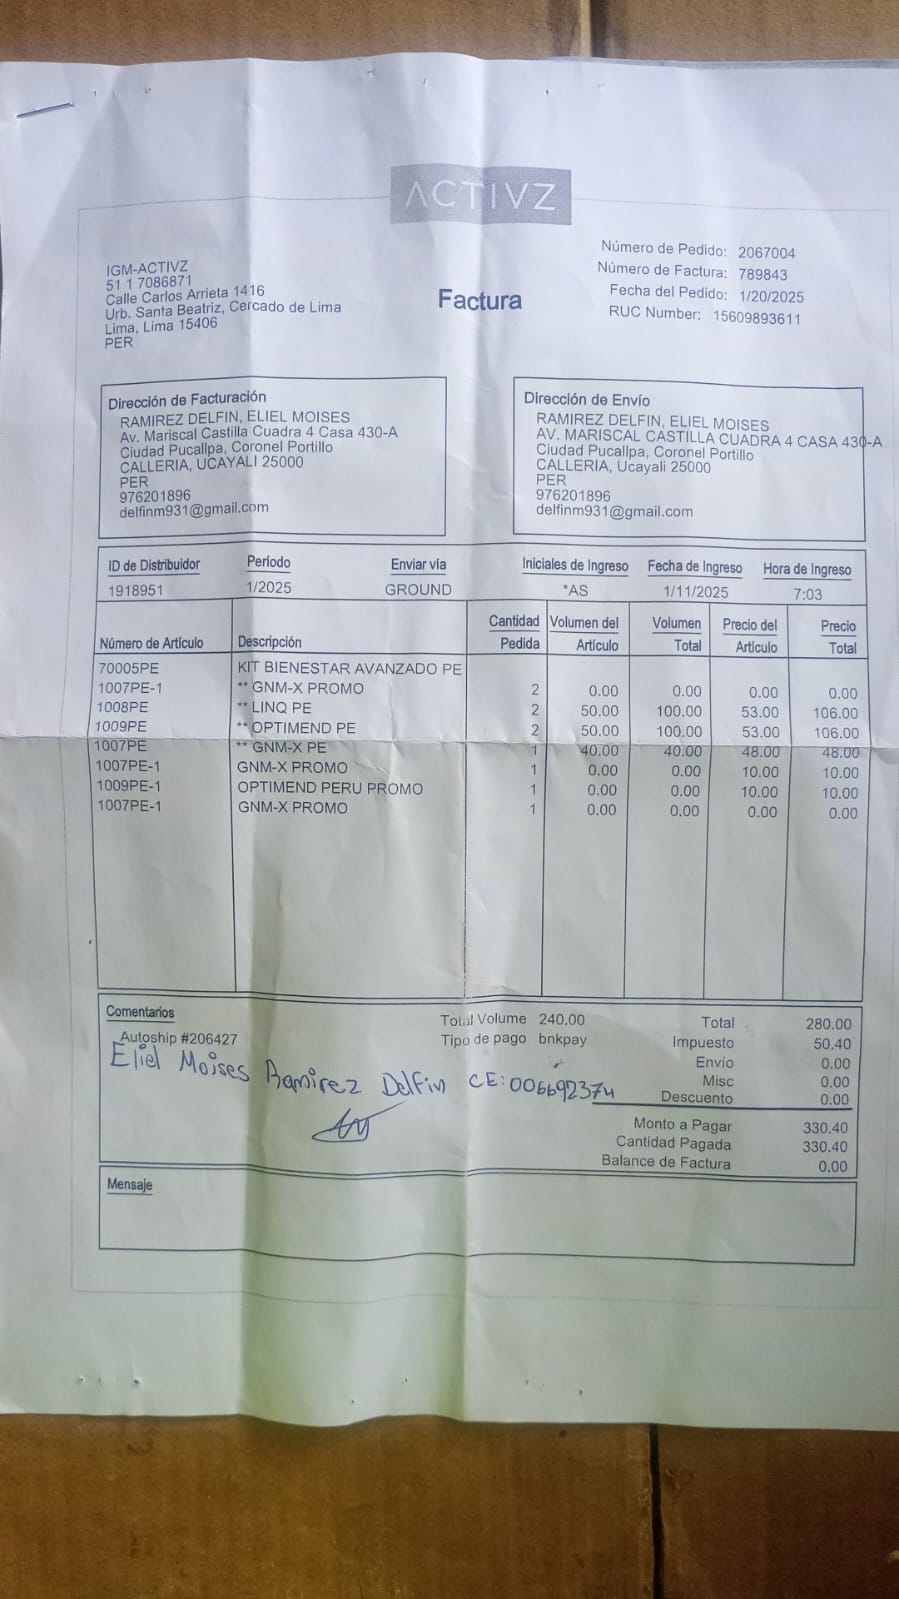 ACTIVZ
IGM-ACTIVZ
51 1 7086871
Calle Carlos Arrieta 1416
Urb. Santa Beatriz, Cercado de Lima
Lima, Lima 15406
PER
Factura
Número de Pedido: 2067004
Número de Factura: 789843
Fecha del Pedido: 1/20/2025
RUC Number: 15609893611
Dirección de Facturación
RAMIREZ DELFIN, ELIEL MOISES
Av. Mariscal Castilla Cuadra 4 Casa 430-A
Ciudad Pucallpa, Coronel Portillo
CALLERIA, UCAYALI 25000
PER
976201896
delfinm931@gmail.com
Dirección de Envío
RAMIREZ DELFIN, ELIEL MOISES
AV. MARISCAL CASTILLA CUADRA 4 CASA 430-A
Ciudad Pucallpa, Coronel Portillo
CALLERIA, Ucayali 25000
PER
976201896
delfinm931@gmail.com
ID de Distribuidor Período Enviar vía Iniciales de Ingreso Fecha de Ingreso Hora de Ingreso
1918951 1/2025 GROUND *AS 1/11/2025 7:03
Número de Artículo Descripción Cantidad Pedida Volumen del Artículo Volumen Total Precio del Artículo Precio Total
70005PE KIT BIENESTAR AVANZADO PE
1007PE-1 ** GNM-X PROMO 2 0.00 0.00 0.00 0.00
1008PE ** LINQ PE 2 50.00 100.00 53.00 106.00
1009PE ** OPTIMEND PE 2 50.00 100.00 53.00 106.00
1007PE ** GNM-X PE 1 40.00 40.00 48.00 48.00
1007PE-1 GNM-X PROMO 1 0.00 0.00 10.00 10.00
1009PE-1 OPTIMEND PERU PROMO 1 0.00 0.00 10.00 10.00
1007PE-1 GNM-X PROMO 1 0.00 0.00 0.00 0.00
Comentarios
Autoship #206427
Eliel Moises Ramirez Delfin CE: 006692374
Total Volume 240.00
Tipo de pago bnkpay
Total 280.00
Impuesto 50.40
Envío 0.00
Misc 0.00
Descuento 0.00
Monto a Pagar 330.40
Cantidad Pagada 330.40
Balance de Factura 0.00
Mensaje